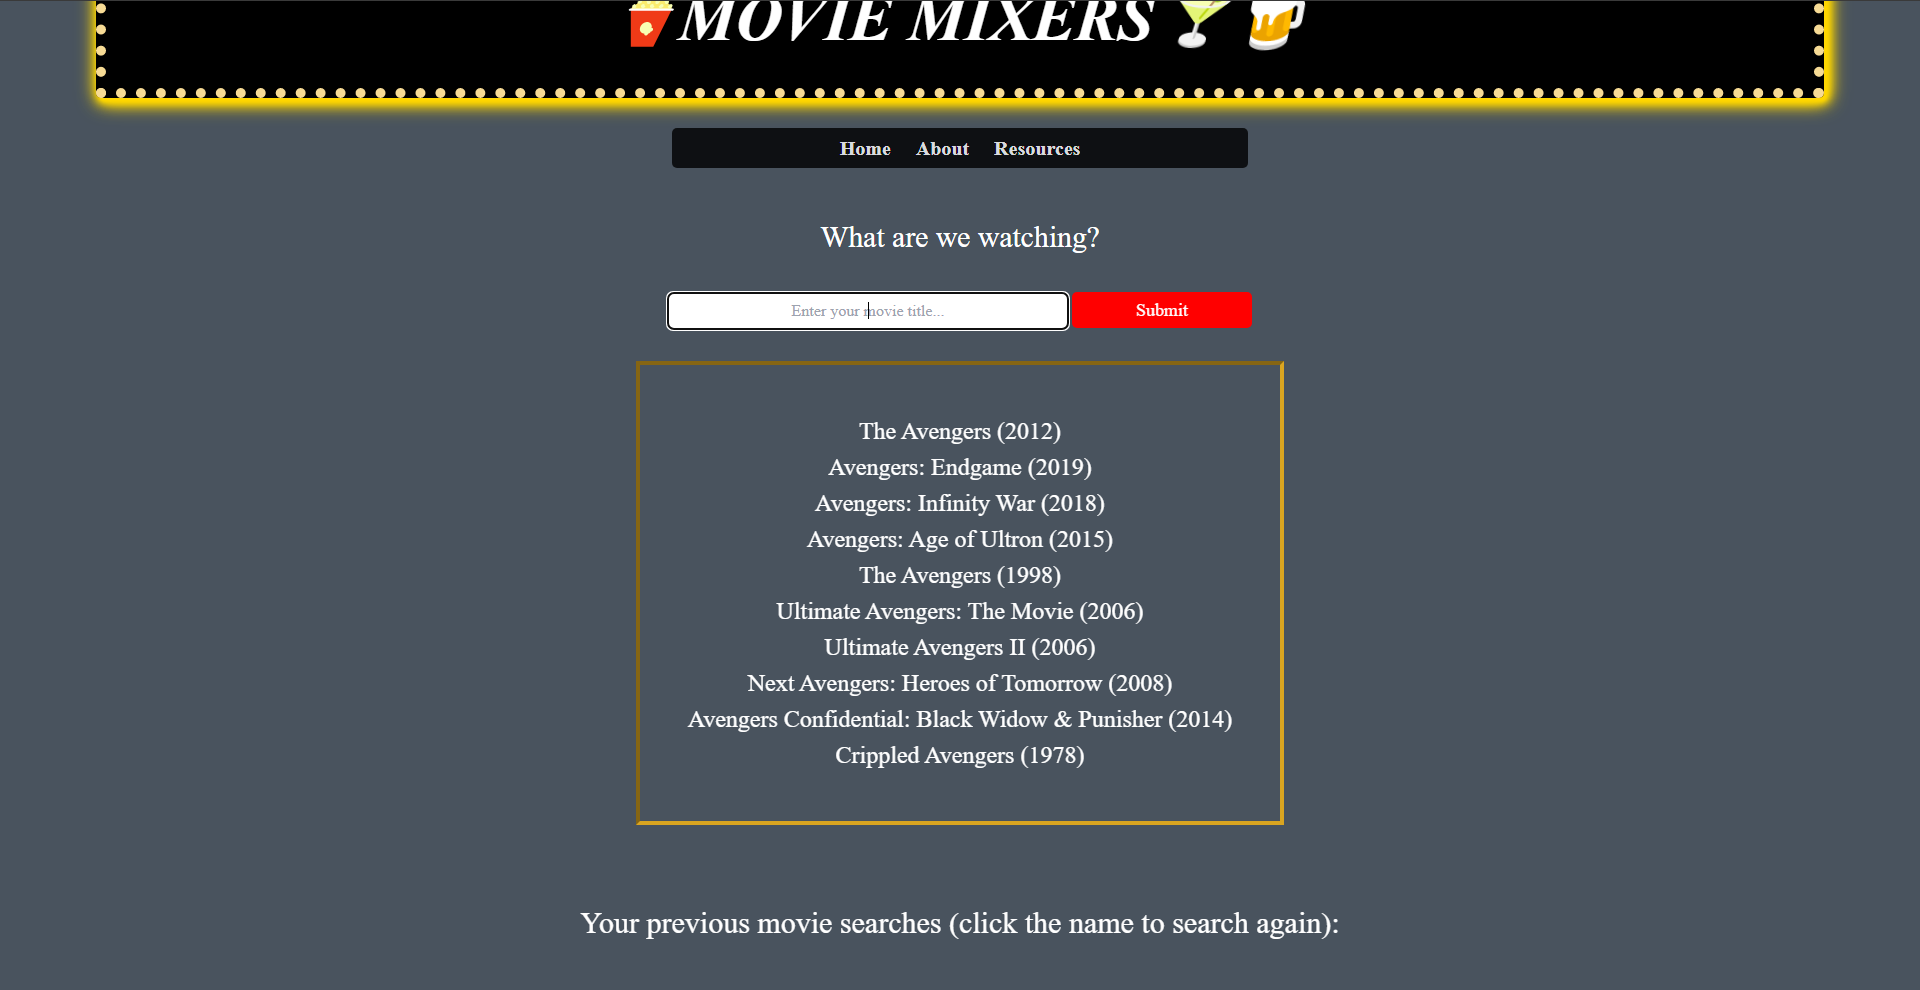 MOVIE MIXERS
Home About Resources
What are we watching?
Enter your movie title...
Submit
The Avengers (2012)
Avengers: Endgame (2019)
Avengers: Infinity War (2018)
Avengers: Age of Ultron (2015)
The Avengers (1998)
Ultimate Avengers: The Movie (2006)
Ultimate Avengers II (2006)
Next Avengers: Heroes of Tomorrow (2008)
Avengers Confidential: Black Widow & Punisher (2014)
Crippled Avengers (1978)
Your previous movie searches (click the name to search again):